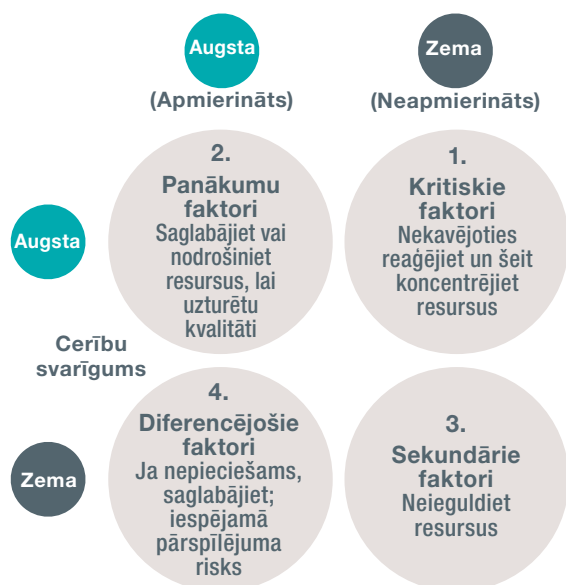 Augsta
(Apmierināts)
Zema
(Neapmierināts)
Augsta
2.
Panākumu
faktori
Saglabājiet vai
nodrošiniet
resursus, lai
uzturētu
kvalitāti
1.
Kritiskie
faktori
Nekavējoties
reaģējiet un šeit
koncentrējiet
resursus
Cerību
svarīgums
Zema
4.
Diferencējošie
faktori
Ja nepieciešams,
saglabājiet;
iespējamā
pārspīlējuma
risks
3.
Sekundārie
faktori
Neieguldiet
resursus